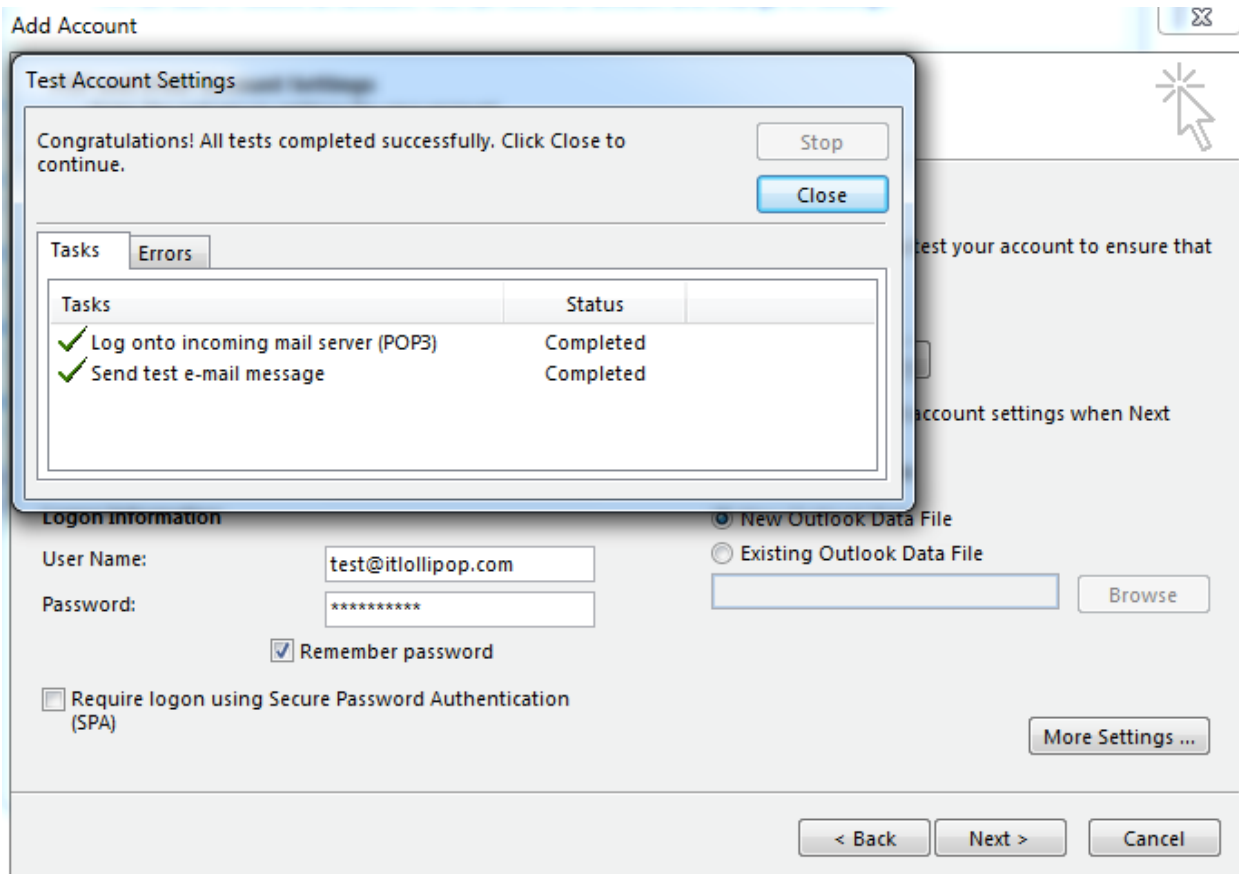 Add Account
Test Account Settings
Congratulations! All tests completed successfully. Click Close to
continue.
Stop
Close
Tasks
Errors
Tasks Status
Log onto incoming mail server (POP3) Completed
Send test e-mail message Completed
test your account to ensure that
account settings when Next
Logon Information
User Name:
test@itlollipop.com
Password:
**********
Remember password
Require logon using Secure Password Authentication
(SPA)
New Outlook Data File
Existing Outlook Data File
Browse
More Settings ...
< Back
Next >
Cancel